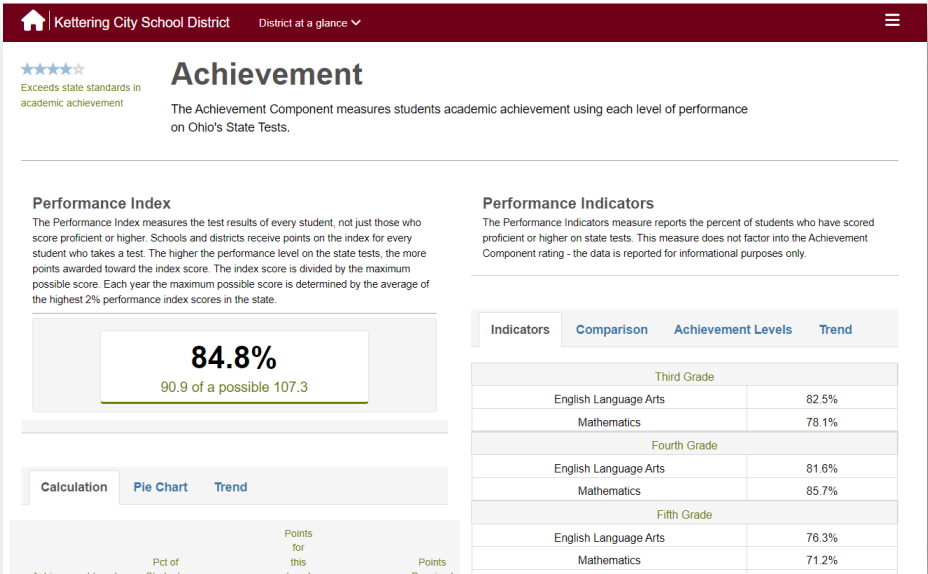 Kettering City School District
District at a glance
Exceeds state standards in
academic achievement
Achievement
The Achievement Component measures students academic achievement using each level of performance
on Ohio's State Tests.
Performance Index
The Performance Index measures the test results of every student, not just those who
score proficient or higher. Schools and districts receive points on the index for every
student who takes a test. The higher the performance level on the state tests, the more
points awarded toward the index score. The index score is divided by the maximum
possible score. Each year the maximum possible score is determined by the average of
the highest 2% performance index scores in the state.
84.8%
90.9 of a possible 107.3
Calculation Pie Chart Trend
Points
for
Pct of this Points
Performance Indicators
The Performance Indicators measure reports the percent of students who have scored
proficient or higher on state tests. This measure does not factor into the Achievement
Component rating - the data is reported for informational purposes only.
Indicators Comparison Achievement Levels Trend
Third Grade
English Language Arts 82.5%
Mathematics 78.1%
Fourth Grade
English Language Arts 81.6%
Mathematics 85.7%
Fifth Grade
English Language Arts 76.3%
Mathematics 71.2%